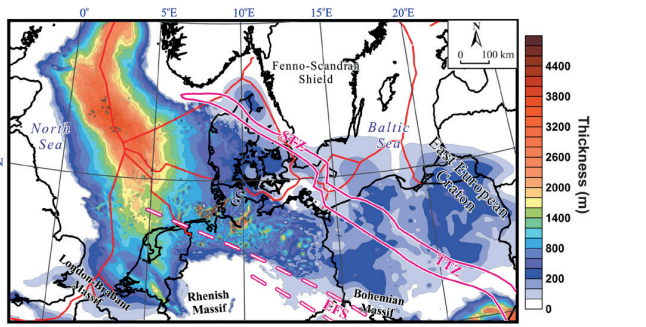 0°
5°E
10°E
15°E
20°E
N
0 100 km
Fenno-Scandian
Shield
North
Sea
STZ
Baltic
Sea
East European
Craton
GG
TTZ
London-Brabant
Massif
Rhenish
Massif
EFS
Bohemian
Massif
N
4400
3800
3200
2600
2000
1400
800
200
0
Thickness (m)